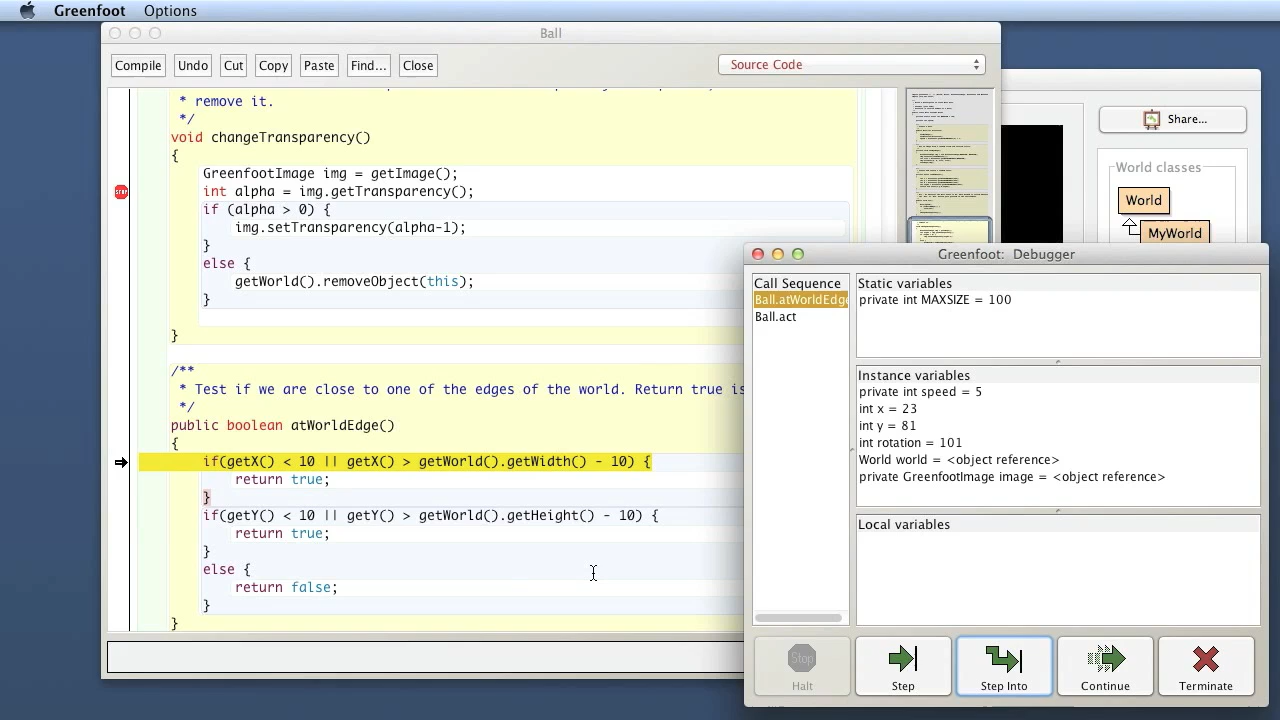 Greenfoot Options
Ball
Compile Undo Cut Copy Paste Find... Close Source Code
* remove it.
*/
void changeTransparency()
{
GreenfootImage img = getImage();
STOP int alpha = img.getTransparency();
if (alpha > 0) {
img.setTransparency(alpha-1);
}
else {
getWorld().removeObject(this);
}
}
/**
* Test if we are close to one of the edges of the world. Return true is
*/
public boolean atWorldEdge()
{
if(getX() < 10 || getX() > getWorld().getWidth() - 10) {
return true;
}
if(getY() < 10 || getY() > getWorld().getHeight() - 10) {
return true;
}
else {
return false;
}
}
Share...
World classes
World
MyWorld
Greenfoot: Debugger
Call Sequence
Ball.atWorldEdge
Ball.act
Static variables
private int MAXSIZE = 100
Instance variables
private int speed = 5
int x = 23
int y = 81
int rotation = 101
World world = <object reference>
private GreenfootImage image = <object reference>
Local variables
Stop
Halt Step Step Into Continue Terminate